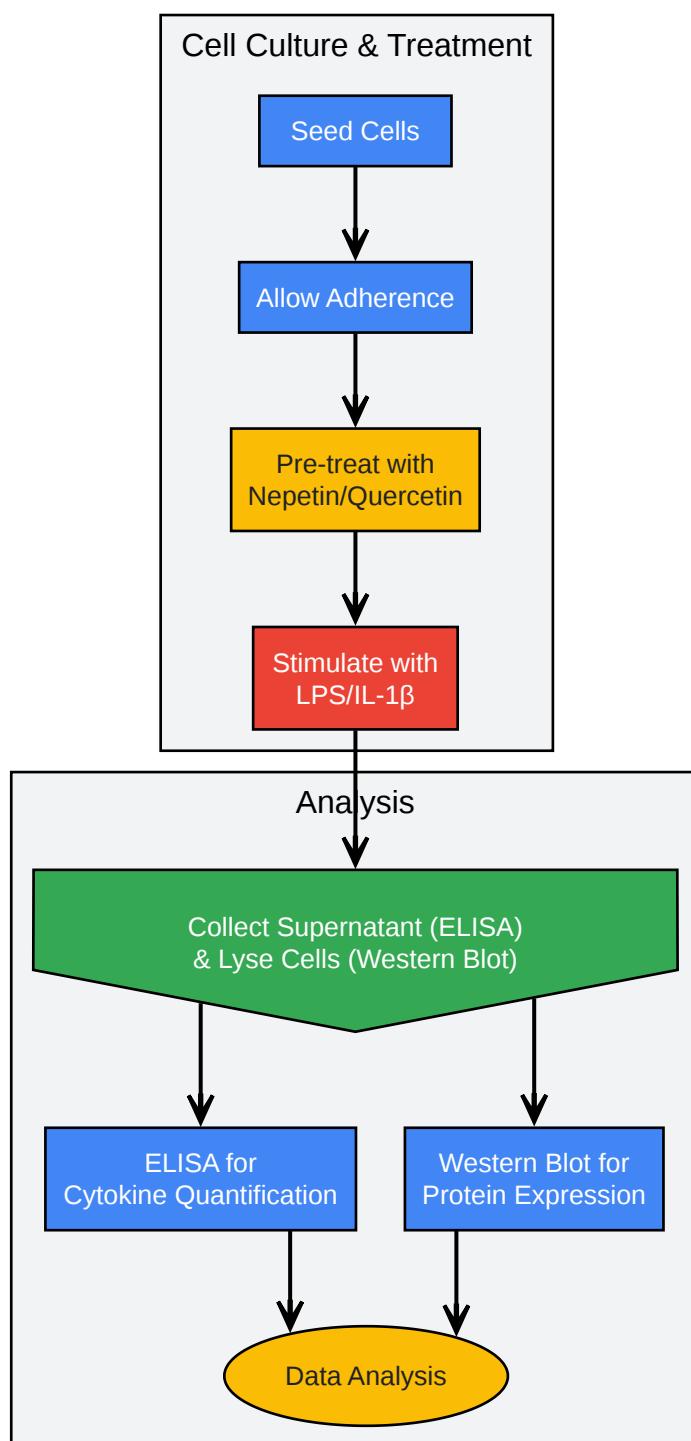 Cell Culture & Treatment
Seed Cells
Allow Adherence
Pre-treat with
Nepetin/Quercetin
Stimulate with
LPS/IL-1β
Analysis
Collect Supernatant (ELISA)
& Lyse Cells (Western Blot)
ELISA for
Cytokine Quantification
Western Blot for
Protein Expression
Data Analysis